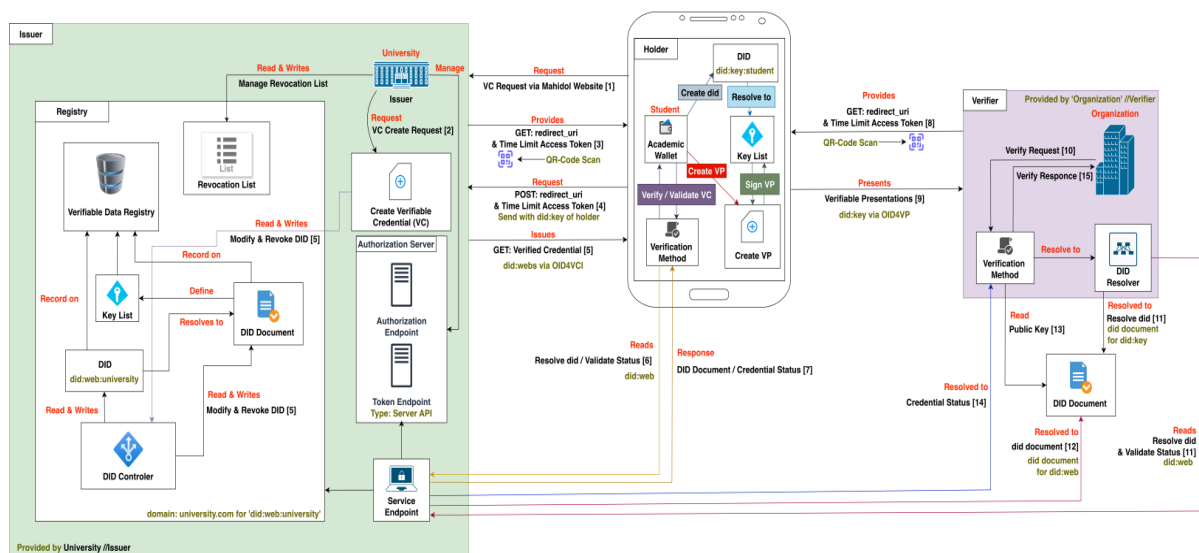 Issuer
University
Read & Writes
Manage
Manage Revocation List
Issuer
Registry
Request
VC Create Request [2]
List
Revocation List
Verifiable Data Registry
Create Verifiable
Credential (VC)
Read & Writes
Modify & Revoke DID [5]
Authorization Server
Record on
Define
Record on
Key List
Resolves to
DID Document
Authorization
Endpoint
DID
did:web:university
Read & Writes
Read & Writes
Modify & Revoke DID [5]
Token Endpoint
Type: Server API
DID Controler
Service
Endpoint
domain: university.com for 'did:web:university'
Provided by University //Issuer
Request
VC Request via Mahidol Website [1]
Provides
GET: redirect_uri
& Time Limit Access Token [3]
QR-Code Scan
Request
POST: redirect_uri
& Time Limit Access Token [4]
Send with did:key of holder
Issues
GET: Verified Credential [5]
did:webs via OID4VCI
Holder
DID
did:key:student
Create did
Resolve to
Student
Academic
Wallet
Key List
Create VP
Sign VP
Verify / Validate VC
Verification
Method
Create VP
Reads
Resolve did / Validate Status [6]
did:web
Response
DID Document / Credential Status [7]
Provides
GET: redirect_uri
& Time Limit Access Token [8]
QR-Code Scan
Presents
Verifiable Presentations [9]
did:key via OID4VP
Verifier
Provided by 'Organization' //Verifier
Organization
Verify Request [10]
Verify Responce [15]
Verification
Method
Resolve to
DID
Resolver
Read
Public Key [13]
Resolved to
Resolve did [11]
did document
for did:key
Resolved to
Credential Status [14]
DID Document
Resolved to
did document [12]
did document
for did:web
Reads
Resolve did
& Validate Status [11]
did:web